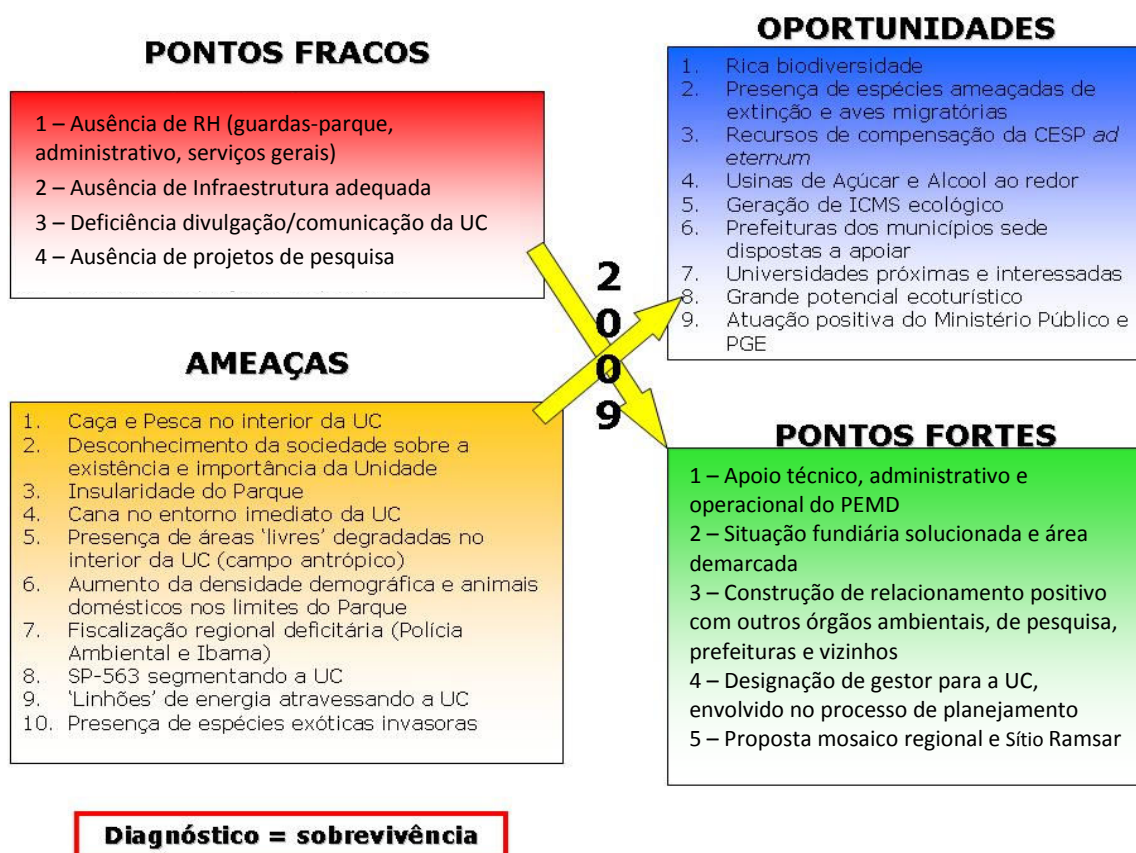 PONTOS FRACOS
1 – Ausência de RH (guardas-parque,
administrativo, serviços gerais)
2 – Ausência de Infraestrutura adequada
3 – Deficiência divulgação/comunicação da UC
4 – Ausência de projetos de pesquisa
OPORTUNIDADES
1. Rica biodiversidade
2. Presença de espécies ameaçadas de
extinção e aves migratórias
3. Recursos de compensação da CESP ad
eternum
4. Usinas de Açúcar e Alcool ao redor
5. Geração de ICMS ecológico
6. Prefeituras dos municípios sede
dispostas a apoiar
7. Universidades próximas e interessadas
8. Grande potencial ecoturístico
9. Atuação positiva do Ministério Público e
PGE
2
0
0
9
AMEAÇAS
1. Caça e Pesca no interior da UC
2. Desconhecimento da sociedade sobre a
existência e importância da Unidade
3. Insularidade do Parque
4. Cana no entorno imediato da UC
5. Presença de áreas 'livres' degradadas no
interior da UC (campo antrópico)
6. Aumento da densidade demográfica e animais
domésticos nos limites do Parque
7. Fiscalização regional deficitária (Polícia
Ambiental e Ibama)
8. SP-563 segmentando a UC
9. 'Linhões' de energia atravessando a UC
10. Presença de espécies exóticas invasoras
PONTOS FORTES
1 – Apoio técnico, administrativo e
operacional do PEMD
2 – Situação fundiária solucionada e área
demarcada
3 – Construção de relacionamento positivo
com outros órgãos ambientais, de pesquisa,
prefeituras e vizinhos
4 – Designação de gestor para a UC,
envolvido no processo de planejamento
5 – Proposta mosaico regional e Sítio Ramsar
Diagnóstico = sobrevivência